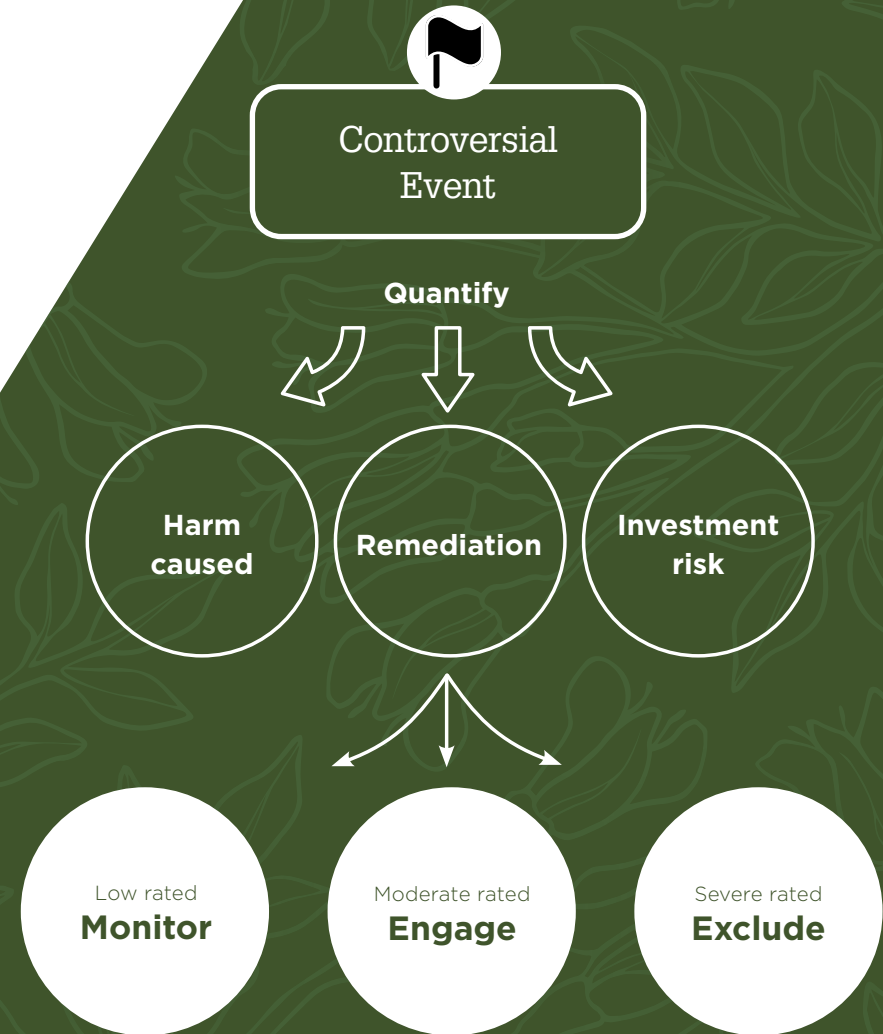 Controversial
Event
Quantify
Harm
caused
Remediation
Investment
risk
Low rated
Monitor
Moderate rated
Engage
Severe rated
Exclude